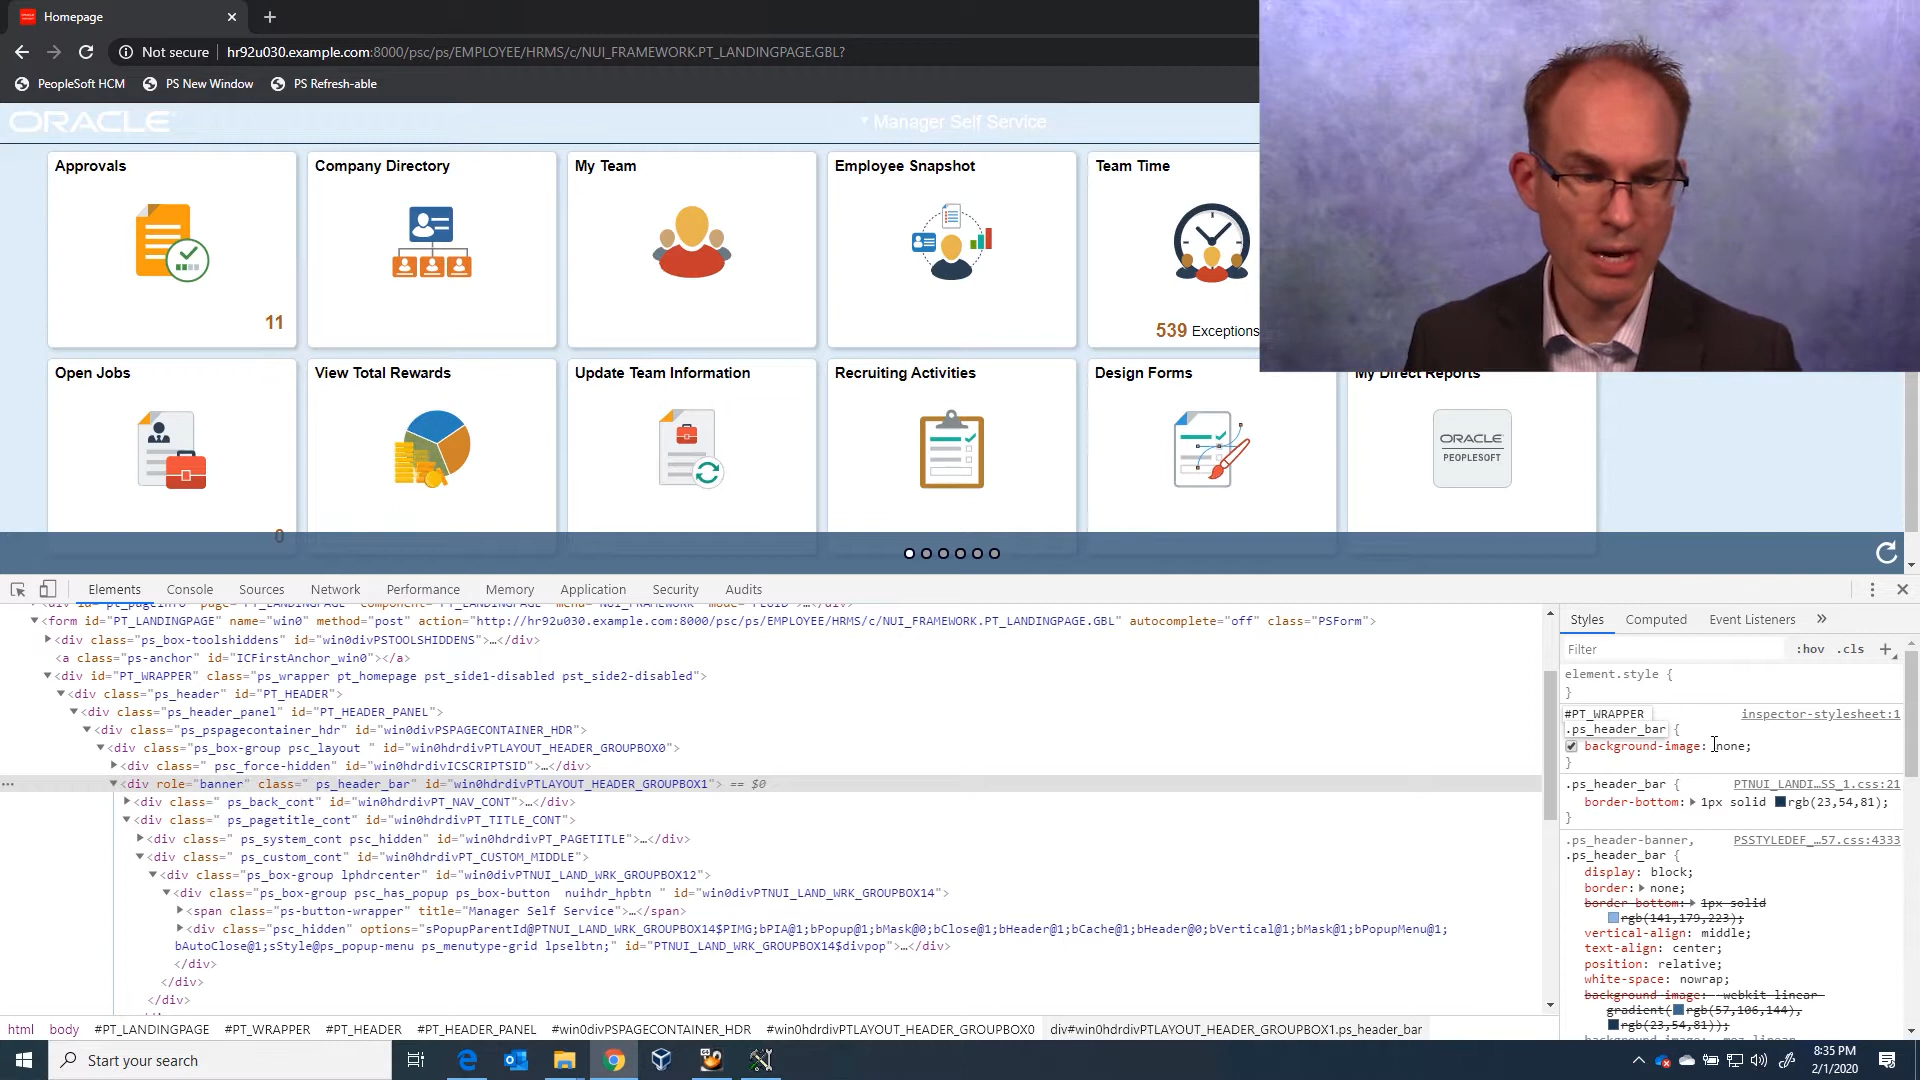 Homepage
Not secure hr92u030.example.com:8000/psc/ps/EMPLOYEE/HRMS/c/NUI_FRAMEWORK.PT_LANDINGPAGE.GBL?
PeopleSoft HCM PS New Window PS Refresh-able
ORACLE Manager Self Service
Approvals Company Directory My Team Employee Snapshot Team Time
11 539 Exceptions
Open Jobs View Total Rewards Update Team Information Recruiting Activities Design Forms My Direct Reports
ORACLE
PEOPLESOFT
0
Elements Console Sources Network Performance Memory Application Security Audits
<form id="PT_LANDINGPAGE" name="win0" method="post" action="http://hr92u030.example.com:8000/psc/ps/EMPLOYEE/HRMS/c/NUI_FRAMEWORK.PT_LANDINGPAGE.GBL" autocomplete="off" class="PSForm">
<div class="ps_box-toolshiddens" id="win0divPSTOOLSHIDDENS">…</div>
<a class="ps-anchor" id="ICFirstAnchor_win0"></a>
<div id="PT_WRAPPER" class="ps_wrapper pt_homepage pst_side1-disabled pst_side2-disabled">
<div class="ps_header" id="PT_HEADER">
<div class="ps_header_panel" id="PT_HEADER_PANEL">
<div class="ps_pspagecontainer_hdr" id="win0divPSPAGECONTAINER_HDR">
<div class="ps_box-group psc_layout " id="win0hdrdivPTLAYOUT_HEADER_GROUPBOX0">
<div class=" psc_force-hidden" id="win0hdrdivICSCRIPTSID">…</div>
<div role="banner" class=" ps_header_bar" id="win0hdrdivPTLAYOUT_HEADER_GROUPBOX1"> == $0
<div class=" ps_back_cont" id="win0hdrdivPT_NAV_CONT">…</div>
<div class=" ps_pagetitle_cont" id="win0hdrdivPT_TITLE_CONT">
<div class=" ps_system_cont psc_hidden" id="win0hdrdivPT_PAGETITLE">…</div>
<div class=" ps_custom_cont" id="win0hdrdivPT_CUSTOM_MIDDLE">
<div class="ps_box-group lphdrcenter" id="win0divPTNUI_LAND_WRK_GROUPBOX12">
<div class="ps_box-group psc_has_popup ps_box-button nuihdr_hpbtn " id="win0divPTNUI_LAND_WRK_GROUPBOX14">
<span class="ps-button-wrapper" title="Manager Self Service">…</span>
<div class="psc_hidden" options="sPopupParentId@PTNUI_LAND_WRK_GROUPBOX14$PIMG;bPIA@1;bPopup@1;bMask@0;bClose@1;bHeader@1;bCache@1;bHeader@0;bVertical@1;bMask@1;bPopupMenu@1;
bAutoClose@1;sStyle@ps_popup-menu ps_menutype-grid lpselbtn;" id="PTNUI_LAND_WRK_GROUPBOX14$divpop">…</div>
</div>
</div>
</div>
html body #PT_LANDINGPAGE #PT_WRAPPER #PT_HEADER #PT_HEADER_PANEL #win0divPSPAGECONTAINER_HDR #win0hdrdivPTLAYOUT_HEADER_GROUPBOX0 div#win0hdrdivPTLAYOUT_HEADER_GROUPBOX1.ps_header_bar
Styles Computed Event Listeners »
Filter :hov .cls +
element.style {
}
#PT_WRAPPER inspector-stylesheet:1
.ps_header_bar {
background-image: none;
}
.ps_header_bar { PTNUI_LANDI…SS_1.css:21
border-bottom: 1px solid rgb(23,54,81);
}
.ps_header-banner, PSSTYLEDEF_…57.css:4333
.ps_header_bar {
display: block;
border: none;
border-bottom: 1px solid
rgb(141,179,223);
vertical-align: middle;
text-align: center;
position: relative;
white-space: nowrap;
background-image: -webkit-linear-
gradient(rgb(57,106,144),
rgb(23,54,81));
Start your search
8:35 PM
2/1/2020